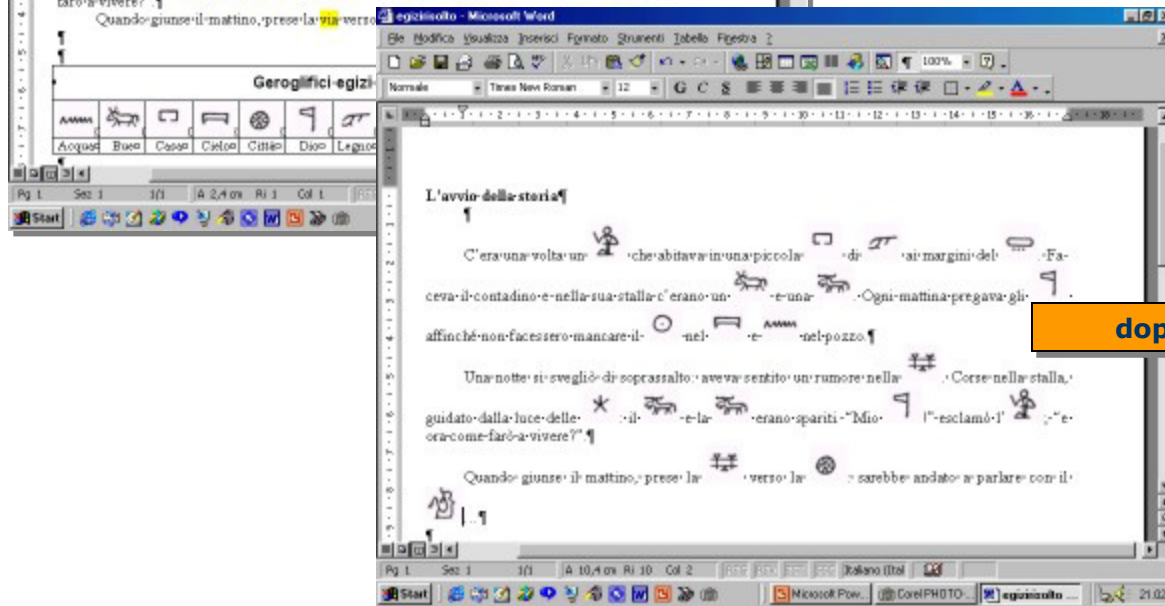 farò a vivere?".¶
Quando giunse il mattino, prese la via verso
¶
¶
Geroglifici egizi
Acqua Bue Casa Cielo Città Dio Legno
Pg 1 Sez 1 1/1 A 2,4 cm Ri 1 Col 1
Start
egizirisolto - Microsoft Word
File Modifica Visualizza Inserisci Formato Strumenti Tabella Finestra ?
100%
Normale Times New Roman 12 G C S
L'avvio della storia¶
¶
C'era una volta un che abitava in una piccola di ai margini del . Fa-
ceva il contadino e nella sua stalla c'erano un e una . Ogni mattina pregava gli
affinché non facessero mancare il nel e nel pozzo.¶
dop
Una notte si svegliò di soprassalto: aveva sentito un rumore nella . Corse nella stalla,
guidato dalla luce delle : il e la erano spariti. "Mio !" esclamò l' , "e
ora come farò a vivere?".¶
Quando giunse il mattino, prese la verso la : sarebbe andato a parlare con il
.¶
¶
Pg 1 Sez 1 1/1 A 10,4 cm Ri 10 Col 2 Italiano (Ital
Start Microsoft Pow... Corel PHOTO-... egizirisolto ... 21.02